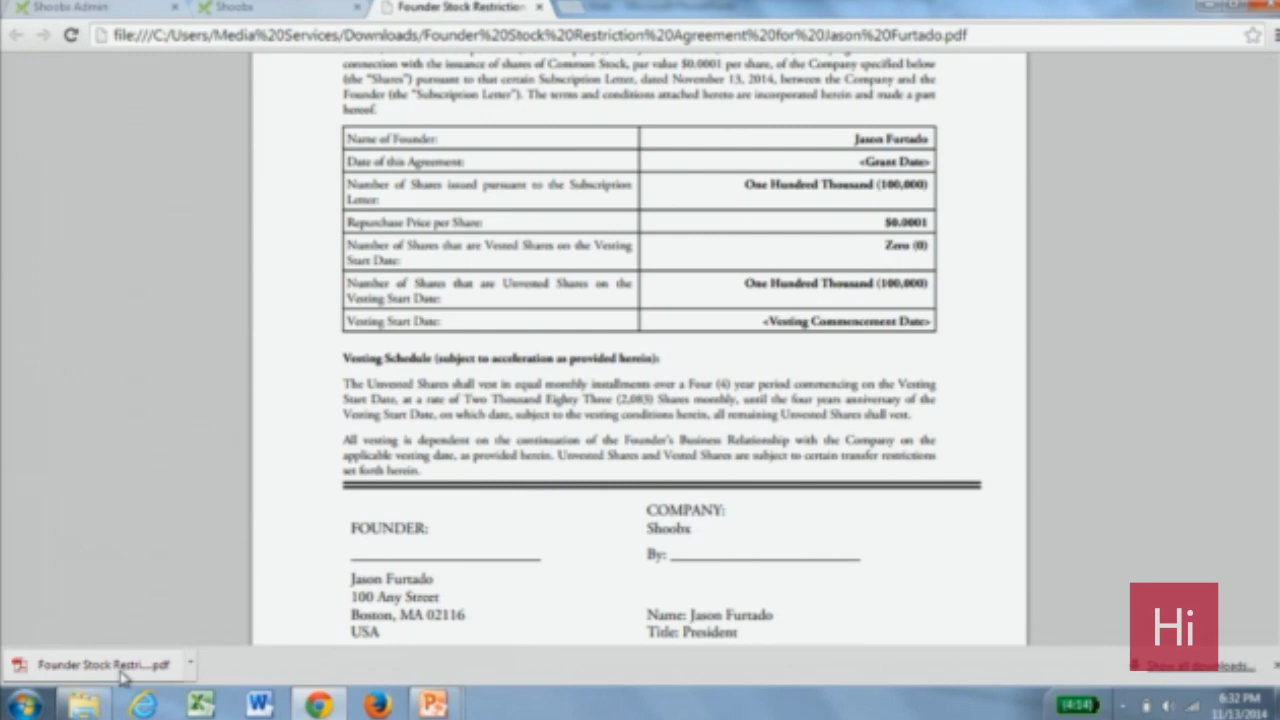 Shoobx Admin
Shoobx
Founder Stock Restriction
file:///C:/Users/Media%20Services/Downloads/Founder%20Stock%20Restriction%20Agreement%20for%20Jason%20Furtado.pdf
connection with the issuance of shares of Common Stock, par value $0.0001 per share, of the Company specified below
(the "Shares") pursuant to that certain Subscription Letter, dated November 13, 2014, between the Company and the
Founder (the "Subscription Letter"). The terms and conditions attached hereto are incorporated herein and made a part
hereof.
Name of Founder: Jason Furtado
Date of this Agreement: <Grant Date>
Number of Shares issued pursuant to the Subscription One Hundred Thousand (100,000)
Letter:
Repurchase Price per Share: $0.0001
Number of Shares that are Vested Shares on the Vesting Zero (0)
Start Date:
Number of Shares that are Unvested Shares on the One Hundred Thousand (100,000)
Vesting Start Date:
Vesting Start Date: <Vesting Commencement Date>
Vesting Schedule (subject to acceleration as provided herein):
The Unvested Shares shall vest in equal monthly installments over a Four (4) year period commencing on the Vesting
Start Date, at a rate of Two Thousand Eighty Three (2,083) Shares monthly, until the four years anniversary of the
Vesting Start Date, on which date, subject to the vesting conditions herein, all remaining Unvested Shares shall vest.
All vesting is dependent on the continuation of the Founder's Business Relationship with the Company on the
applicable vesting date, as provided herein. Unvested Shares and Vested Shares are subject to certain transfer restrictions
set forth herein.
COMPANY:
FOUNDER: Shoobx
By:
Jason Furtado
100 Any Street
Boston, MA 02116 Name: Jason Furtado
USA Title: President
Hi
Founder Stock Restri....pdf Show all downloads...
(4:14) 6:32 PM
11/13/2014